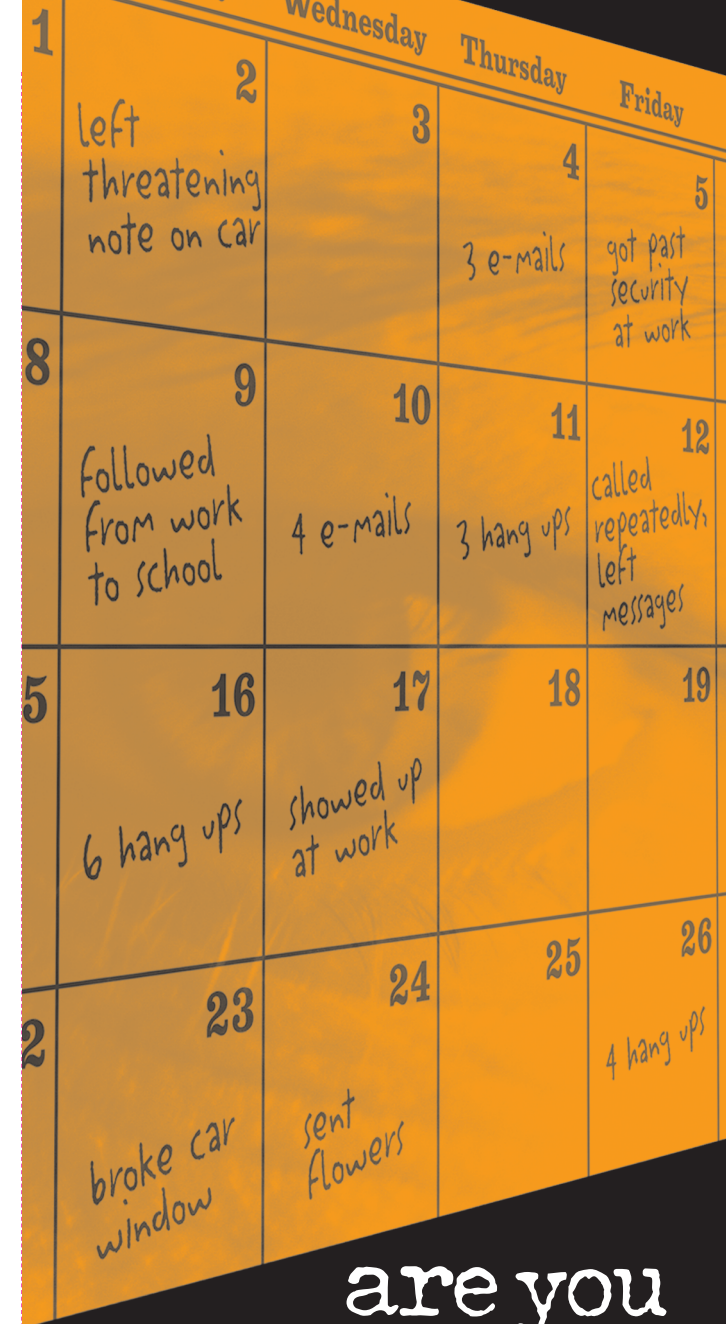 Wednesday Thursday Friday
1 2 3 4 5
left
threatening
note on car
3 e-mails
got past
security
at work
8 9 10 11 12
followed
from work
to school
4 e-mails
3 hang ups
called
repeatedly,
left
messages
5 16 17 18 19
6 hang ups
showed up
at work
2 23 24 25 26
broke car
window
sent
flowers
4 hang ups
are you